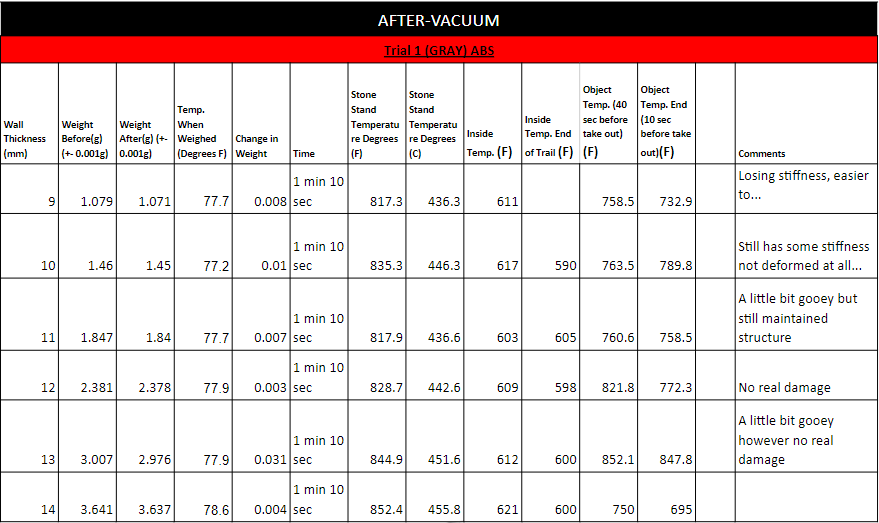 AFTER-VACUUM
Trial 1 (GRAY) ABS
Wall Thickness (mm) | Weight Before(g) (+- 0.001g) | Weight After(g) (+- 0.001g) | Temp. When Weighed (Degrees F) | Change in Weight | Time | Stone Stand Temperatu re Degrees (F) | Stone Stand Temperatu re Degrees (C) | Inside Temp. (F) | Inside Temp. End of Trail (F) | Object Temp. (40 sec before take out) (F) | Object Temp. End (10 sec before take out)(F) | | Comments
9 | 1.079 | 1.071 | 77.7 | 0.008 | 1 min 10 sec | 817.3 | 436.3 | 611 | | 758.5 | 732.9 | | Losing stiffness, easier to...
10 | 1.46 | 1.45 | 77.2 | 0.01 | 1 min 10 sec | 835.3 | 446.3 | 617 | 590 | 763.5 | 789.8 | | Still has some stiffness not deformed at all...
11 | 1.847 | 1.84 | 77.7 | 0.007 | 1 min 10 sec | 817.9 | 436.6 | 603 | 605 | 760.6 | 758.5 | | A little bit gooey but still maintained structure
12 | 2.381 | 2.378 | 77.9 | 0.003 | 1 min 10 sec | 828.7 | 442.6 | 609 | 598 | 821.8 | 772.3 | | No real damage
13 | 3.007 | 2.976 | 77.9 | 0.031 | 1 min 10 sec | 844.9 | 451.6 | 612 | 600 | 852.1 | 847.8 | | A little bit gooey however no real damage
14 | 3.641 | 3.637 | 78.6 | 0.004 | 1 min 10 sec | 852.4 | 455.8 | 621 | 600 | 750 | 695 | |